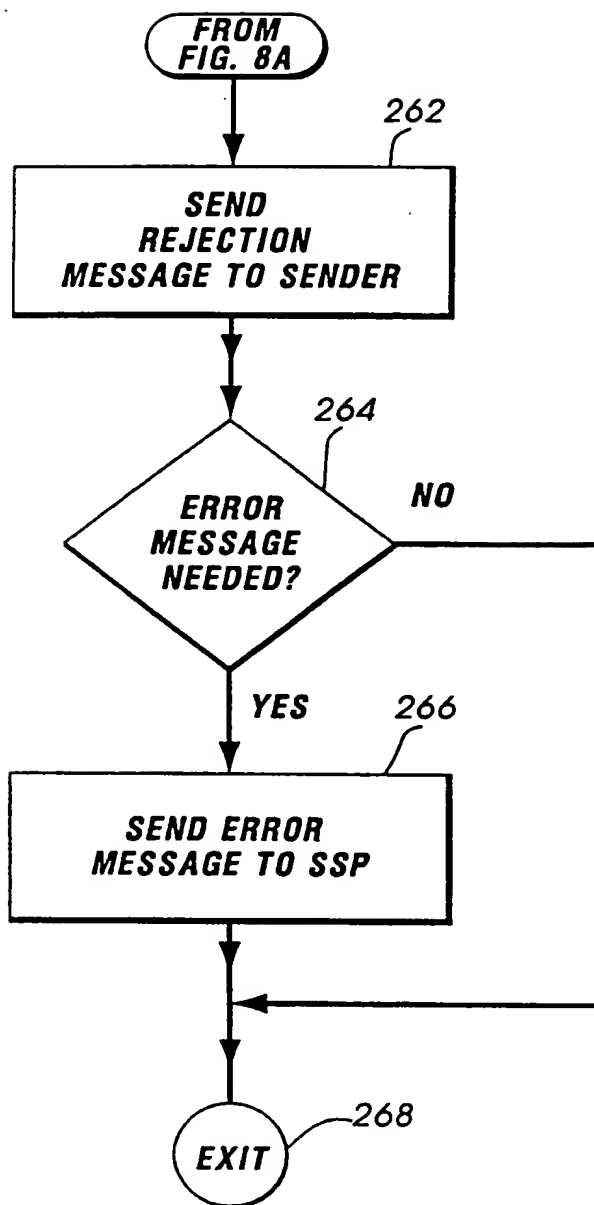 FROM
FIG. 8A
262
SEND
REJECTION
MESSAGE TO SENDER
264
ERROR
MESSAGE
NEEDED?
NO
YES
266
SEND ERROR
MESSAGE TO SSP
268
EXIT